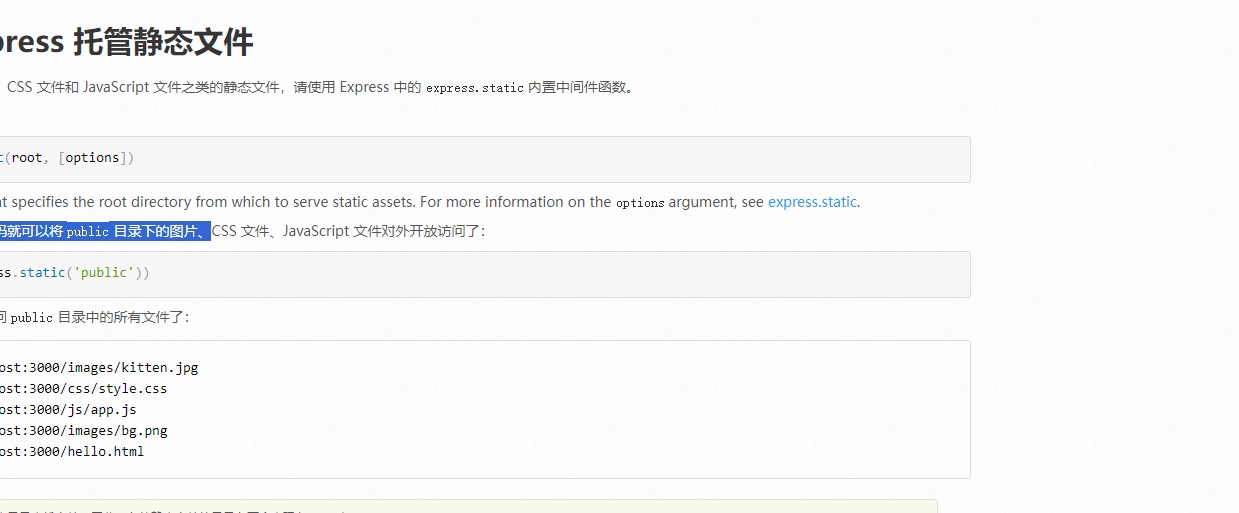 press 托管静态文件
CSS 文件和 JavaScript 文件之类的静态文件，请使用 Express 中的 express.static 内置中间件函数。
(root, [options])
specifies the root directory from which to serve static assets. For more information on the options argument, see express.static.
就可以将 public 目录下的图片、CSS 文件、JavaScript 文件对外开放访问了：
ss.static('public'))
public 目录中的所有文件了：
ost:3000/images/kitten.jpg
ost:3000/css/style.css
ost:3000/js/app.js
ost:3000/images/bg.png
ost:3000/hello.html